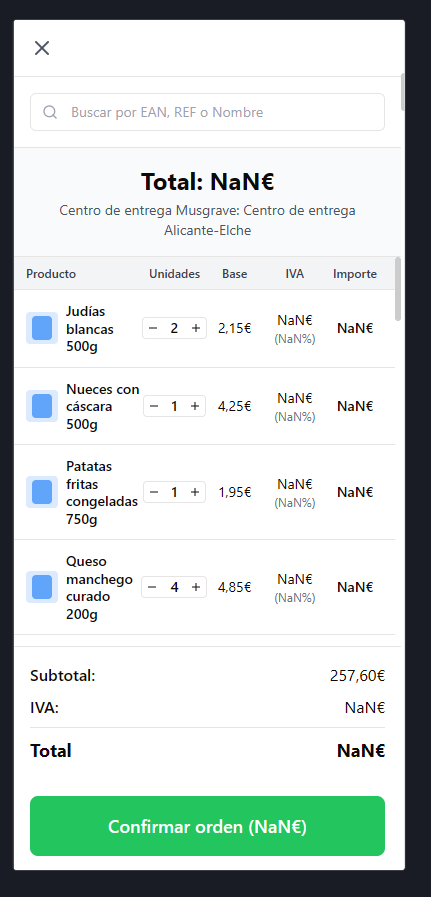 Buscar por EAN, REF o Nombre
Total: NaN€
Centro de entrega Musgrave: Centro de entrega
Alicante-Elche
Producto Unidades Base IVA Importe
Judías
blancas
500g
− 2 + 2,15€ NaN€ NaN€
(NaN%)
Nueces con
cáscara
500g
− 1 + 4,25€ NaN€ NaN€
(NaN%)
Patatas
fritas
congeladas
750g
− 1 + 1,95€ NaN€ NaN€
(NaN%)
Queso
manchego
curado
200g
− 4 + 4,85€ NaN€ NaN€
(NaN%)
Subtotal: 257,60€
IVA: NaN€
Total NaN€
Confirmar orden (NaN€)